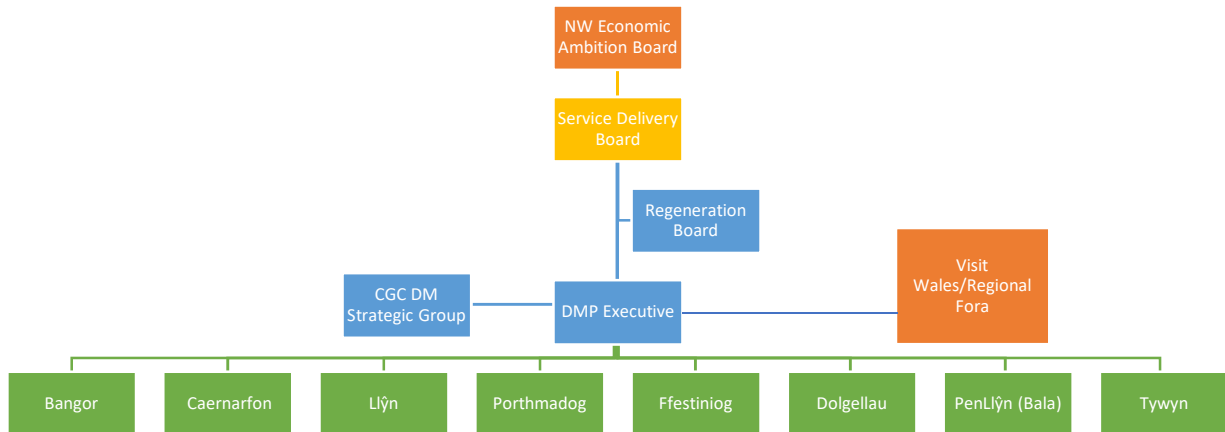 NW Economic
Ambition Board
Service Delivery
Board
Regeneration
Board
Visit
Wales/Regional
Fora
CGC DM
Strategic Group
DMP Executive
Bangor
Caernarfon
Llŷn
Porthmadog
Ffestiniog
Dolgellau
PenLlŷn (Bala)
Tywyn